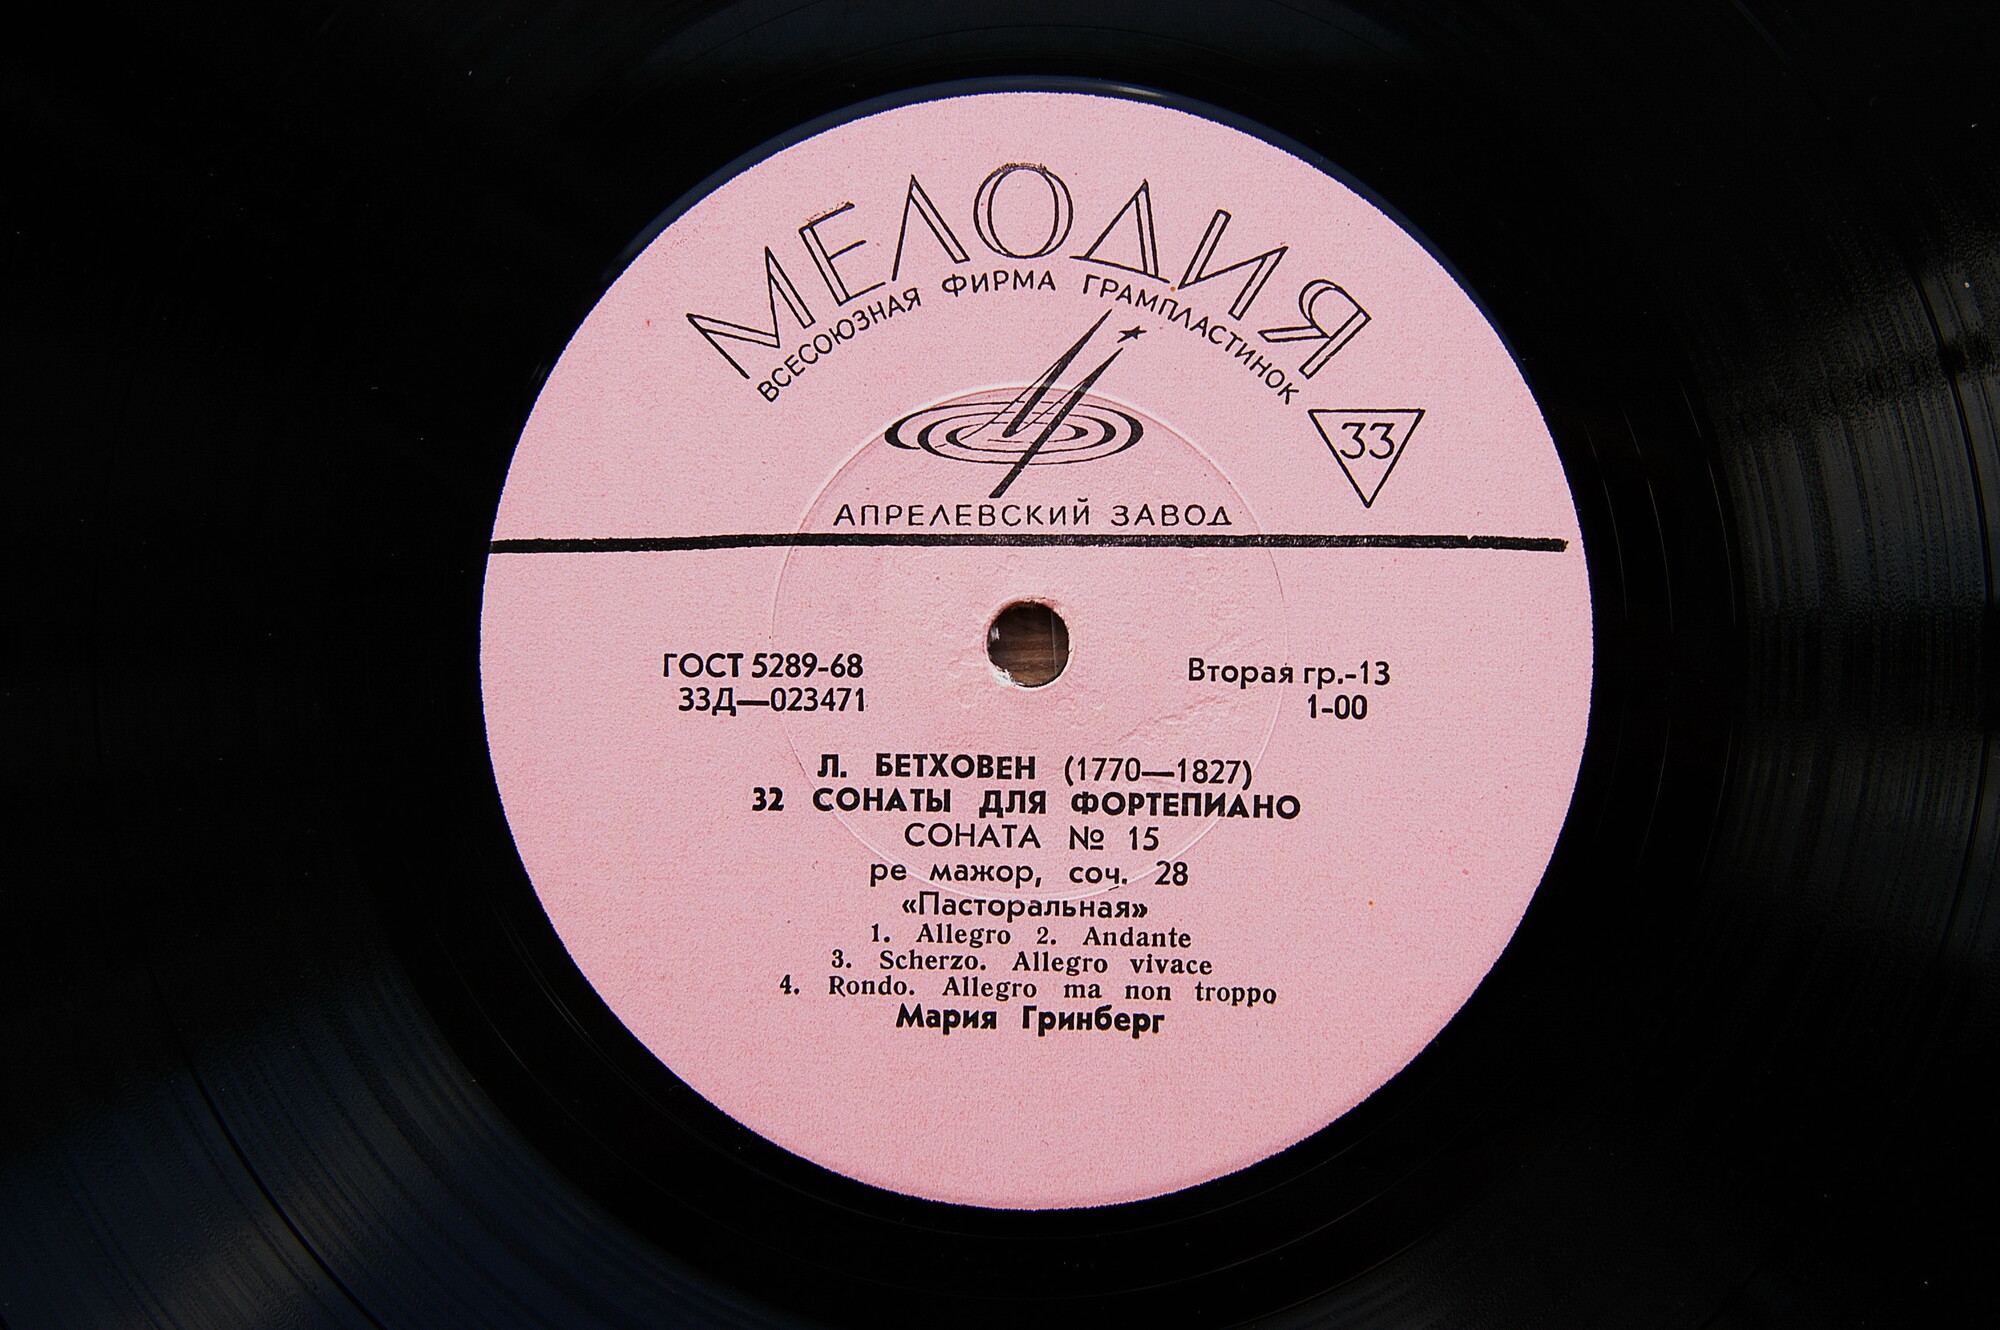 МЕЛОДИЯ
ВСЕСОЮЗНАЯ ФИРМА ГРАМПЛАСТИНОК
33
АПРЕЛЕВСКИЙ ЗАВОД
ГОСТ 5289-68
Вторая гр.-13
33Д—023471
1-00
Л. БЕТХОВЕН (1770—1827)
32 СОНАТЫ ДЛЯ ФОРТЕПИАНО
СОНАТА № 15
ре мажор, соч. 28
«Пасторальная»
1. Allegro 2. Andante
3. Scherzo. Allegro vivace
4. Rondo. Allegro ma non troppo
Мария Гринберг